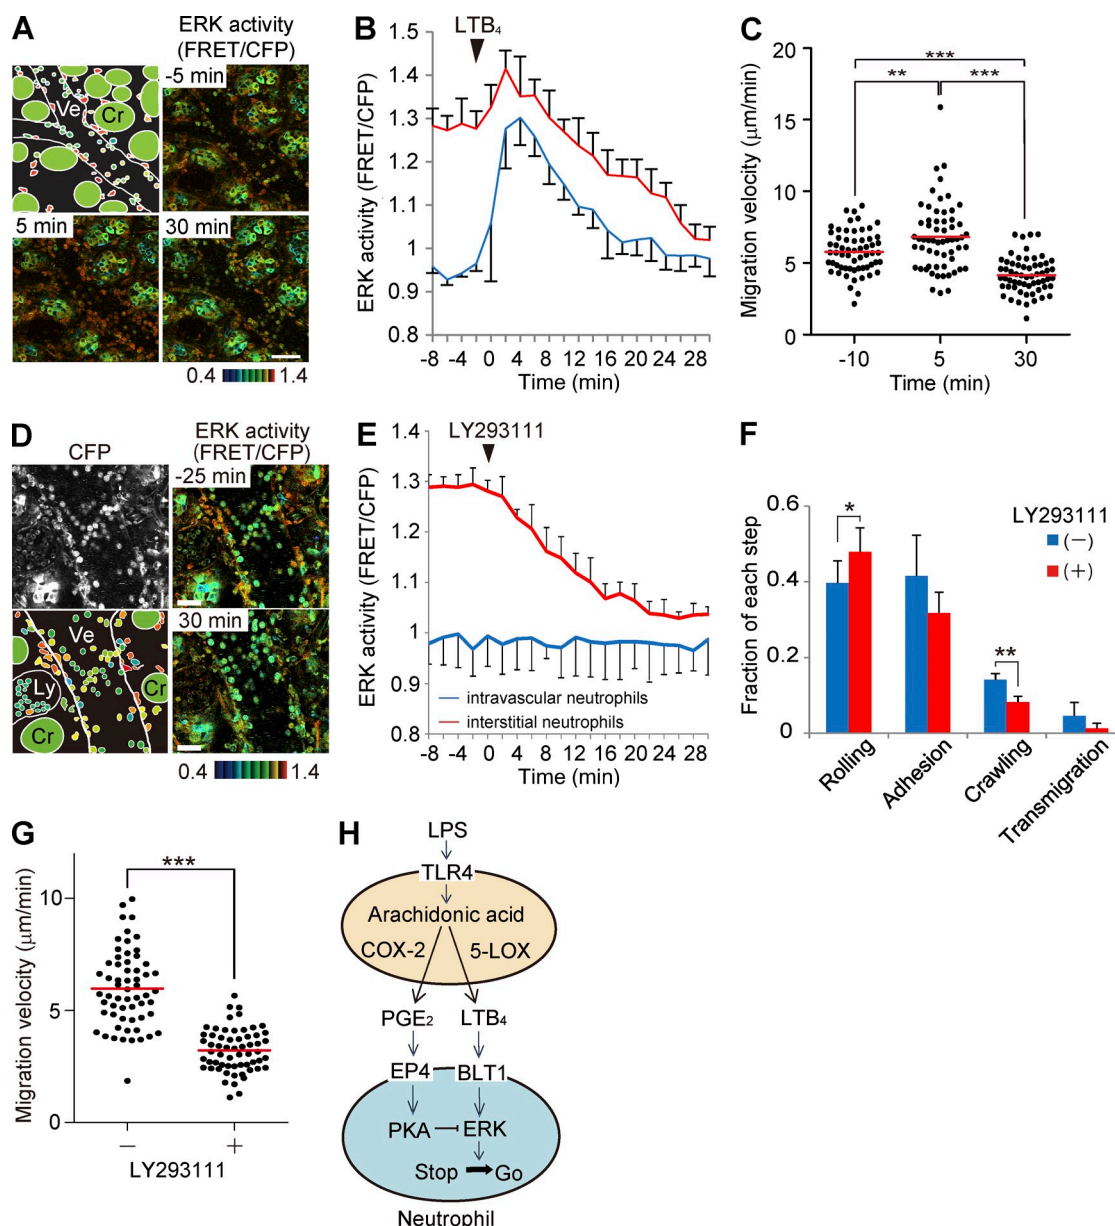 A
ERK activity
(FRET/CFP)
-5 min
Ve
Cr
5 min
30 min
0.4
1.4
B
LTB4
ERK activity (FRET/CFP)
1.5
1.4
1.3
1.2
1.1
1
0.9
0.8
-8 -4 0 4 8 12 16 20 24 28
Time (min)
C
Migration velocity (μm/min)
***
** ***
20
15
10
5
0
-10 5 30
Time (min)
D
CFP
ERK activity
(FRET/CFP)
-25 min
Ve
Ly
Cr
Cr
30 min
0.4
1.4
E
LY293111
ERK activity (FRET/CFP)
1.4
1.3
1.2
1.1
1
0.9
0.8
intravascular neutrophils
interstitial neutrophils
-8 -4 0 4 8 12 16 20 24 28
Time (min)
F
Fraction of each step
0.6
0.4
0.2
0
LY293111
(−)
(+)
*
**
Rolling
Adhesion
Crawling
Transmigration
G
Migration velocity (μm/min)
***
10
5
0
− +
LY293111
H
LPS
TLR4
Arachidonic acid
COX-2 5-LOX
PGE2 LTB4
EP4 BLT1
PKA ERK
Stop Go
Neutrophil